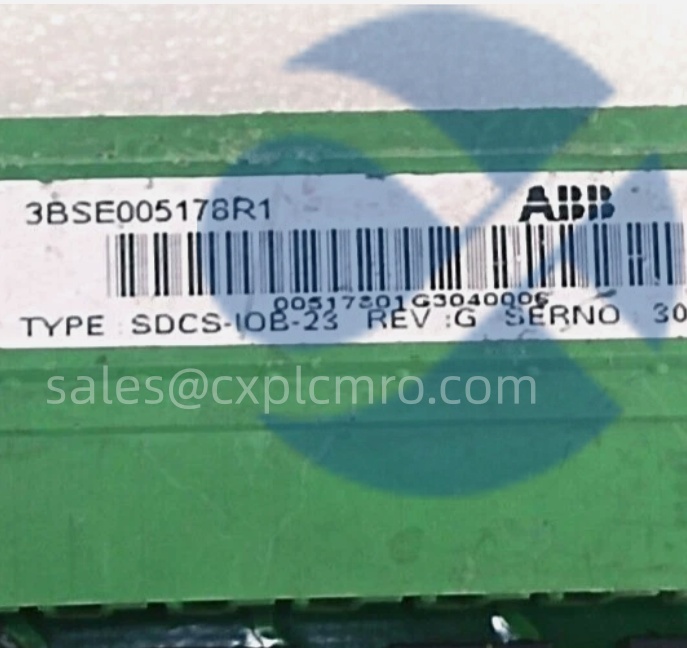 3BSE005178R1 ABB
00517801G3040006
TYPE : SDCS-IOB-23 REV :G SERNO : 30
sales@cxplcmro.com